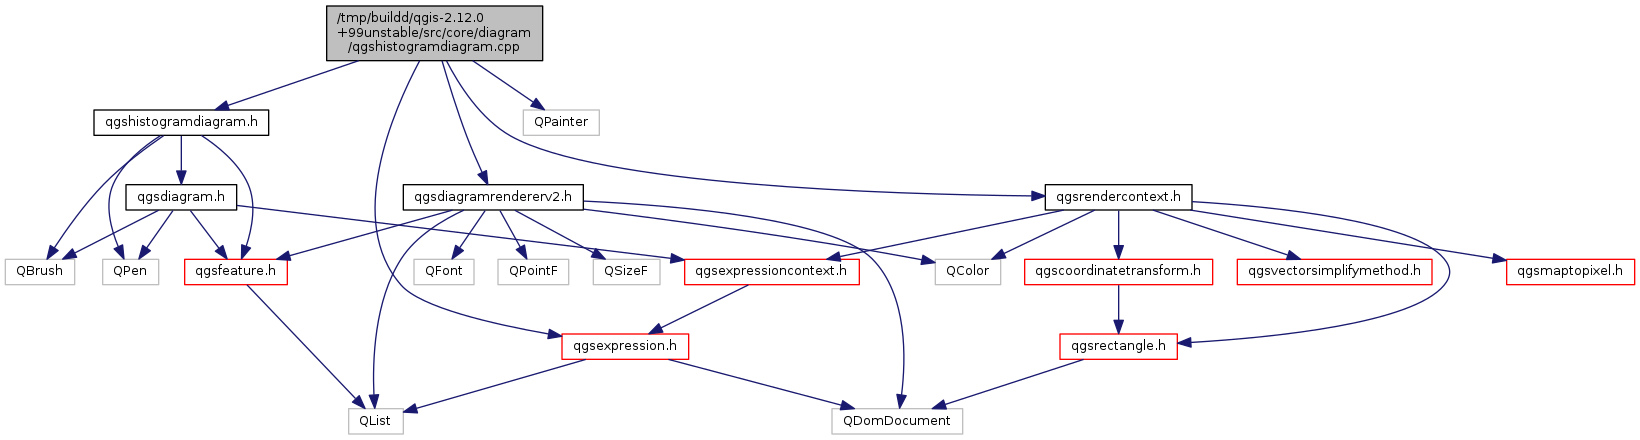 /tmp/buildd/qgis-2.12.0
+99unstable/src/core/diagram
/qgshistogramdiagram.cpp
qgshistogramdiagram.h
QPainter
qgsdiagram.h
qgsdiagramrendererv2.h
qgsrendercontext.h
QBrush
QPen
qgsfeature.h
QFont
QPointF
QSizeF
qgsexpressioncontext.h
QColor
qgscoordinatetransform.h
qgsvectorsimplifymethod.h
qgsmaptopixel.h
qgsexpression.h
qgsrectangle.h
QList
QDomDocument